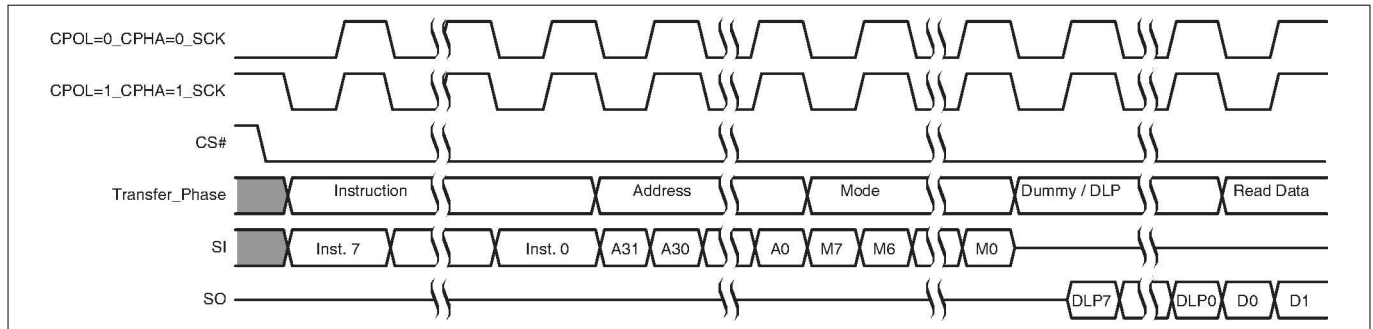 CPOL=0_CPHA=0_SCK
CPOL=1_CPHA=1_SCK
CS#
Transfer_Phase Instruction Address Mode Dummy / DLP Read Data
SI Inst. 7 Inst. 0 A31 A30 A0 M7 M6 M0
SO DLP7 DLP0 D0 D1